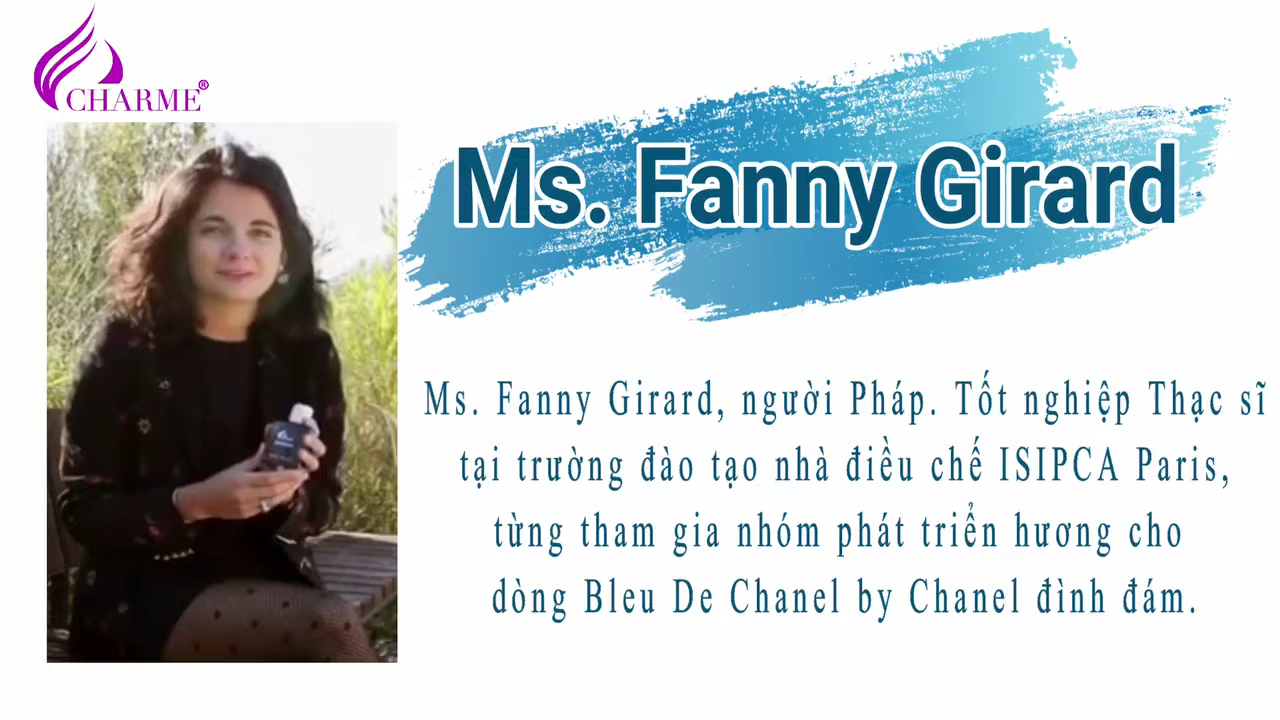 CHARME®
Ms. Fanny Girard
Ms. Fanny Girard, người Pháp. Tốt nghiệp Thạc sĩ
tại trường đào tạo nhà điều chế ISIPCA Paris,
từng tham gia nhóm phát triển hương cho
dòng Bleu De Chanel by Chanel đình đám.